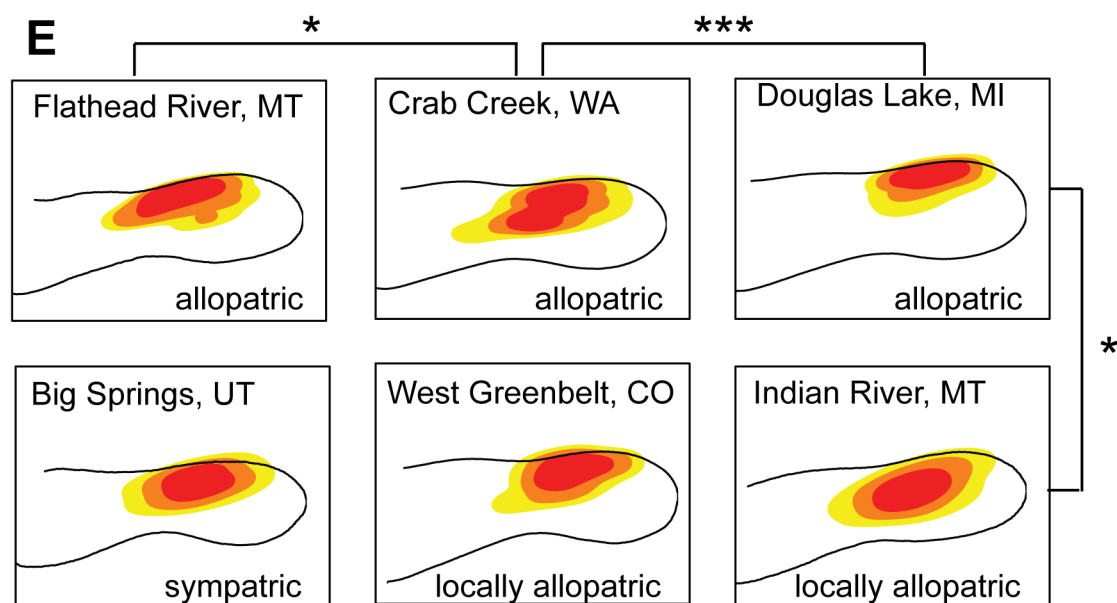 E
*
***
Flathead River, MT
Crab Creek, WA
Douglas Lake, MI
allopatric
allopatric
allopatric
*
Big Springs, UT
West Greenbelt, CO
Indian River, MT
sympatric
locally allopatric
locally allopatric